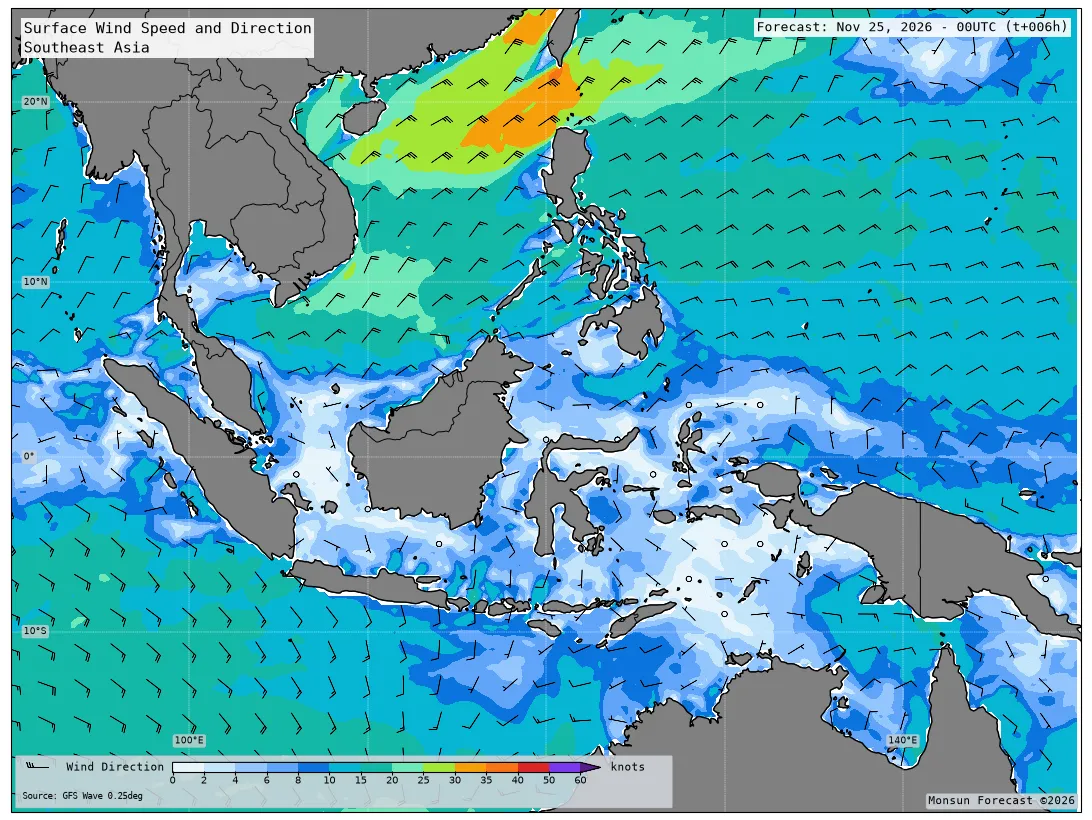 Surface Wind Speed and Direction
Southeast Asia
Forecast: Nov 25, 2026 - 00UTC (t+006h)
20°N
10°N
0°
10°S
100°E
140°E
Wind Direction
0 2 4 6 8 10 15 20 25 30 35 40 50 60
knots
Source: GFS Wave 0.25deg
Monsun Forecast ©2026